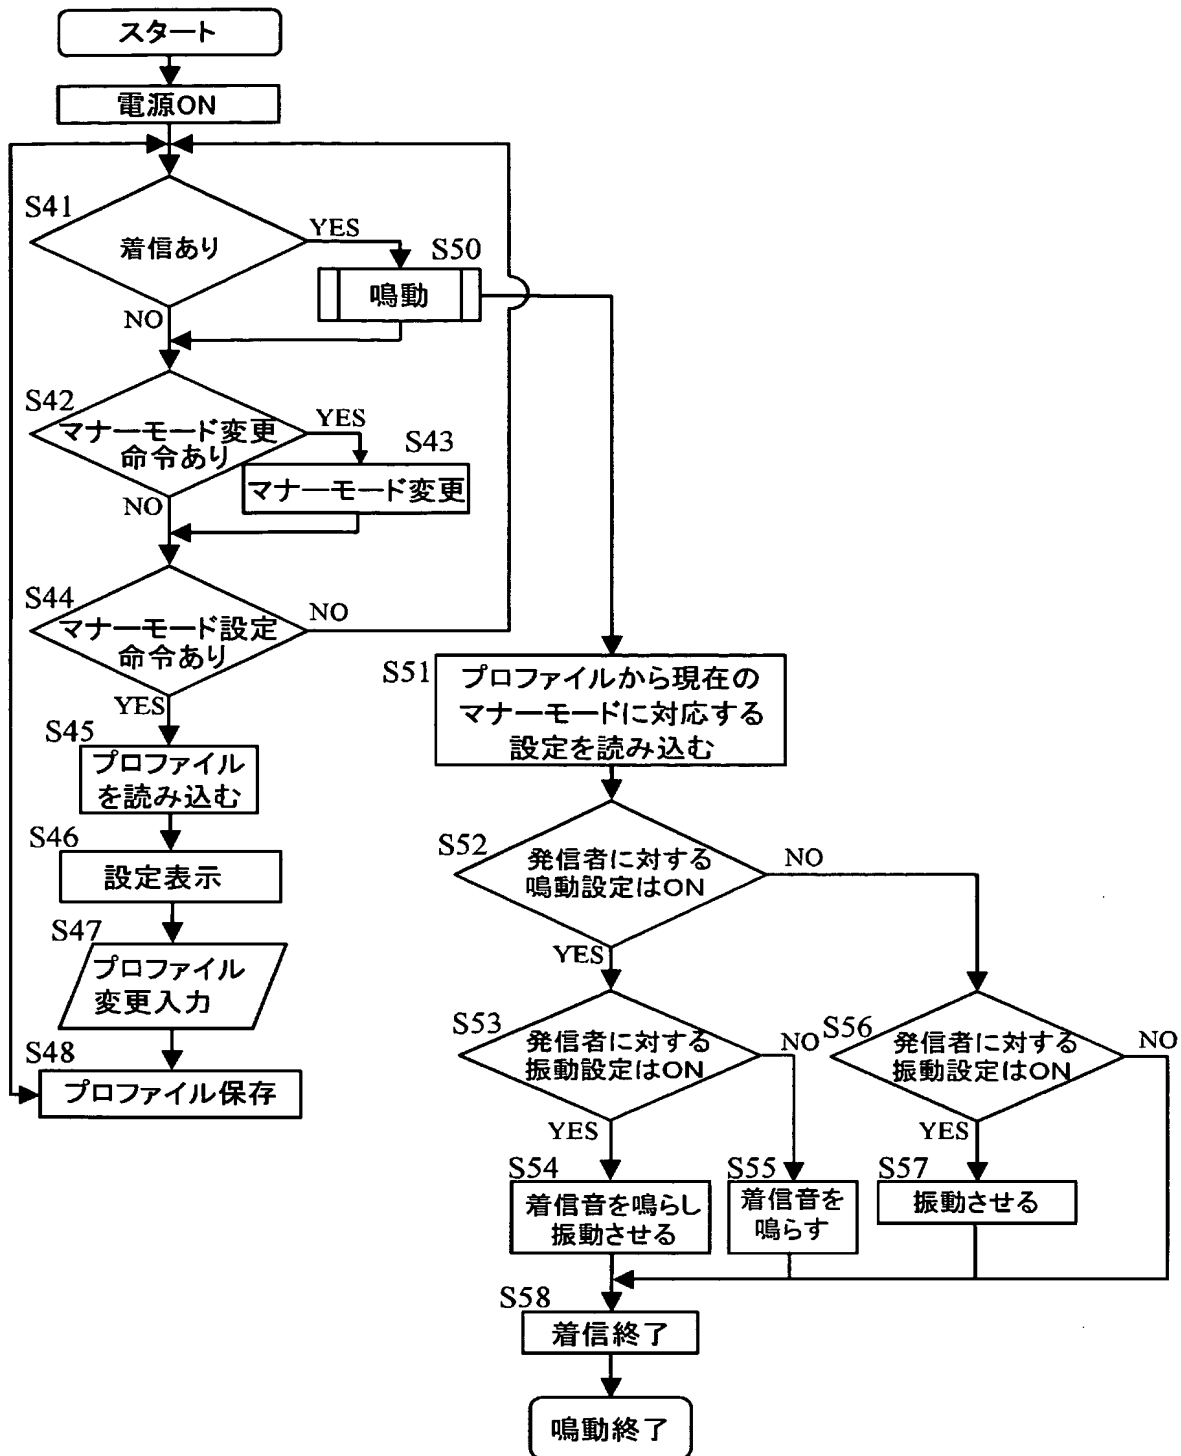 スタート
電源ON
S41
着信あり
YES
S50
鳴動
NO
S42
マナーモード変更
命令あり
YES
S43
マナーモード変更
NO
S44
マナーモード設定
命令あり
NO
YES
S45
プロファイル
を読み込む
S46
設定表示
S47
プロファイル
変更入力
S48
プロファイル保存
S51
プロファイルから現在の
マナーモードに対応する
設定を読み込む
S52
発信者に対する
鳴動設定はON
NO
YES
S53
発信者に対する
振動設定はON
NO
YES
S56
発信者に対する
振動設定はON
NO
YES
S54
着信音を鳴らし
振動させる
S55
着信音を
鳴らす
S57
振動させる
S58
着信終了
鳴動終了